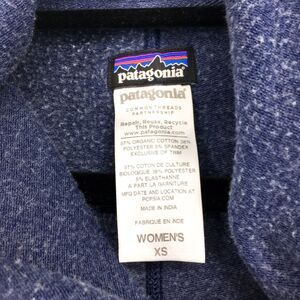 patagonia
patagonia
COMMON THREADS
PARTNERSHIP
Repair, Reuse, Recycle
This Product
www.patagonia.com
57% ORGANIC COTTON 38%
POLYESTER 5% SPANDEX
EXCLUSIVE OF TRIM
57% COTON DE CULTURE
BIOLOGIQUE 38% POLYESTER
5% ELASTHANNE
A PART LA GARNITURE
MFG DATE AND LOCATION AT
PCPSIA.COM
MADE IN INDIA
FABRIQUE EN INDE
WOMEN'S
XS